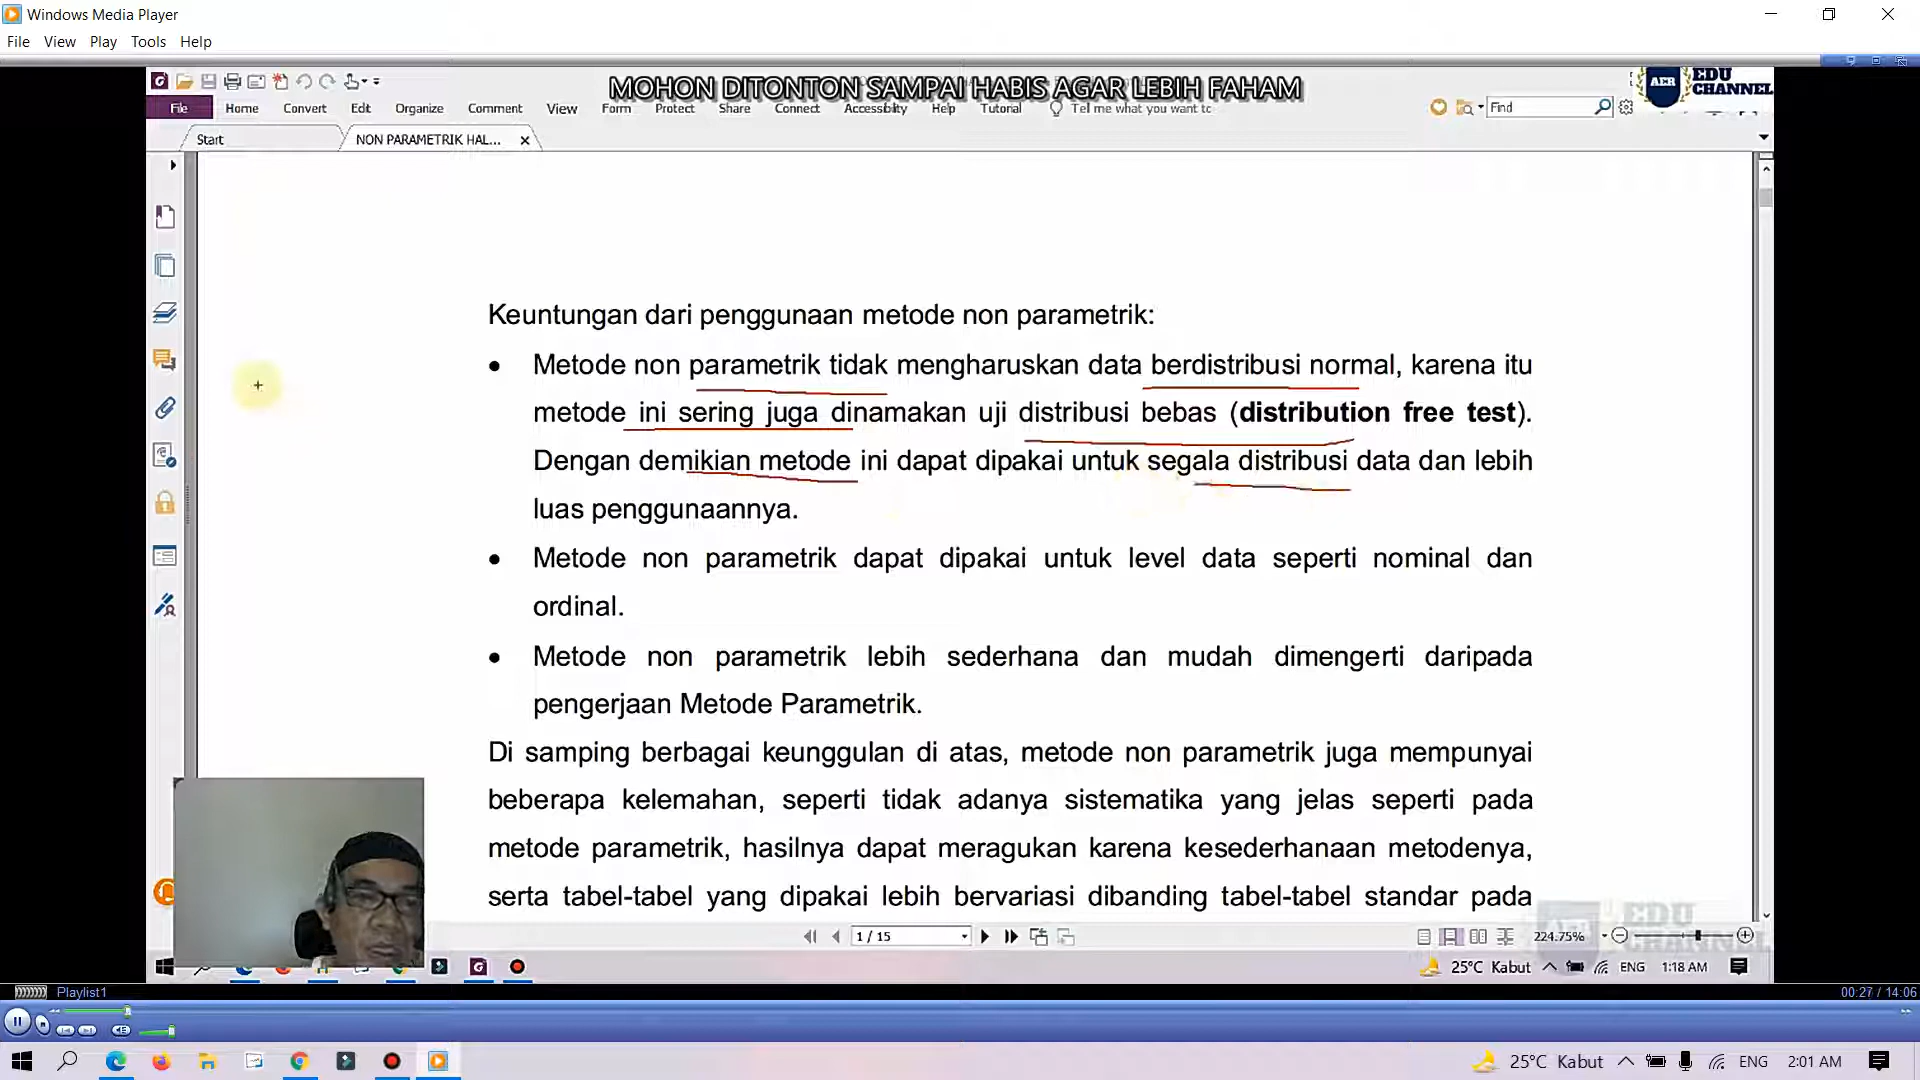 Windows Media Player
File View Play Tools Help
MOHON DITONTON SAMPAI HABIS AGAR LEBIH FAHAM
AER EDU CHANNEL
File Home Convert Edit Organize Comment View Form Protect Share Connect Accessibility Help Tutorial Tell me what you want to Find
Start NON PARAMETRIK HAL...
Keuntungan dari penggunaan metode non parametrik:
• Metode non parametrik tidak mengharuskan data berdistribusi normal, karena itu
metode ini sering juga dinamakan uji distribusi bebas (distribution free test).
Dengan demikian metode ini dapat dipakai untuk segala distribusi data dan lebih
luas penggunaannya.
• Metode non parametrik dapat dipakai untuk level data seperti nominal dan
ordinal.
• Metode non parametrik lebih sederhana dan mudah dimengerti daripada
pengerjaan Metode Parametrik.
Di samping berbagai keunggulan di atas, metode non parametrik juga mempunyai
beberapa kelemahan, seperti tidak adanya sistematika yang jelas seperti pada
metode parametrik, hasilnya dapat meragukan karena kesederhanaan metodenya,
serta tabel-tabel yang dipakai lebih bervariasi dibanding tabel-tabel standar pada
AER EDU CHANNEL
1 / 15 224.75%
25°C Kabut ENG 1:18 AM
Playlist1 00:27 / 14:06
25°C Kabut ENG 2:01 AM